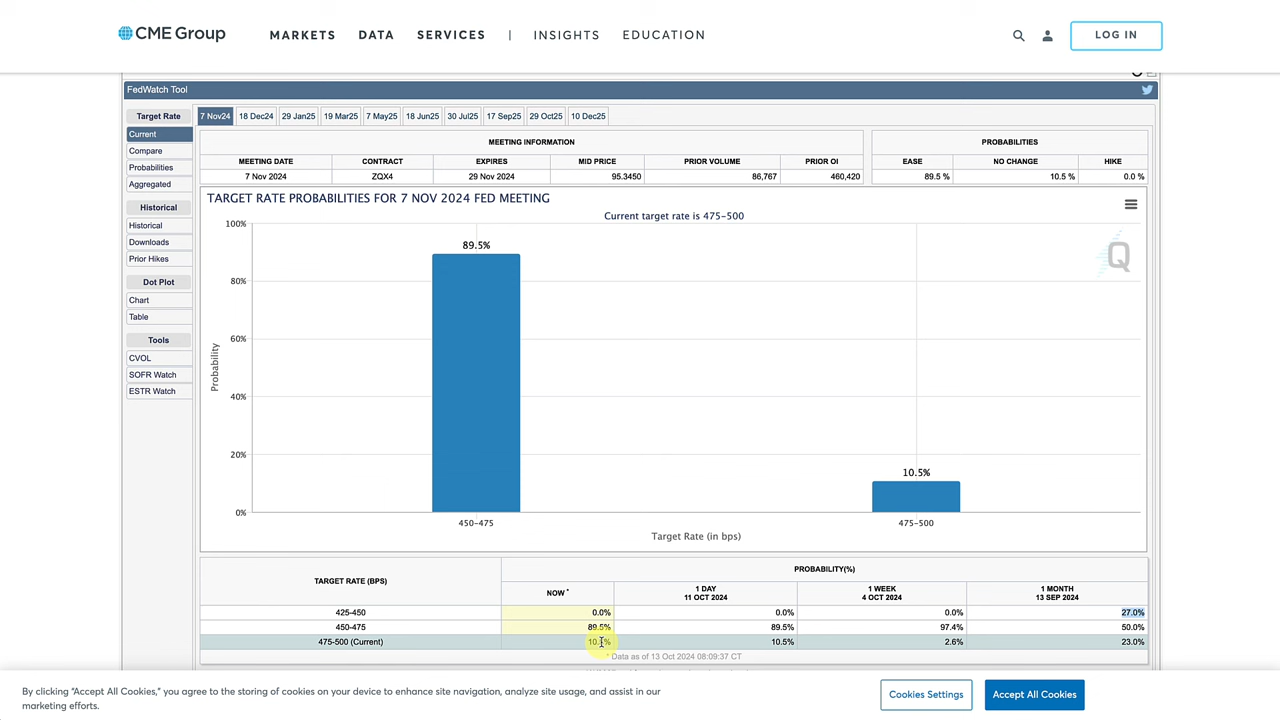 CME Group
MARKETS DATA SERVICES | INSIGHTS EDUCATION
LOG IN
FedWatch Tool
Target Rate
Current
Compare
Probabilities
Aggregated
Historical
Historical
Downloads
Prior Hikes
Dot Plot
Chart
Table
Tools
CVOL
SOFR Watch
ESTR Watch
7 Nov24 18 Dec24 29 Jan25 19 Mar25 7 May25 18 Jun25 30 Jul25 17 Sep25 29 Oct25 10 Dec25
MEETING INFORMATION
MEETING DATE CONTRACT EXPIRES MID PRICE PRIOR VOLUME PRIOR OI
7 Nov 2024 ZQX4 29 Nov 2024 95.3450 86,767 460,420
PROBABILITIES
EASE NO CHANGE HIKE
89.5 % 10.5 % 0.0 %
TARGET RATE PROBABILITIES FOR 7 NOV 2024 FED MEETING
Current target rate is 475-500
Q
100%
80%
60%
40%
20%
0%
Probability
89.5%
10.5%
450-475 475-500
Target Rate (in bps)
TARGET RATE (BPS) PROBABILITY(%)
NOW * 1 DAY 11 OCT 2024 1 WEEK 4 OCT 2024 1 MONTH 13 SEP 2024
425-450 0.0% 0.0% 0.0% 27.0%
450-475 89.5% 89.5% 97.4% 50.0%
475-500 (Current) 10.5% 10.5% 2.6% 23.0%
* Data as of 13 Oct 2024 08:09:37 CT
By clicking “Accept All Cookies,” you agree to the storing of cookies on your device to enhance site navigation, analyze site usage, and assist in our
marketing efforts.
Cookies Settings
Accept All Cookies